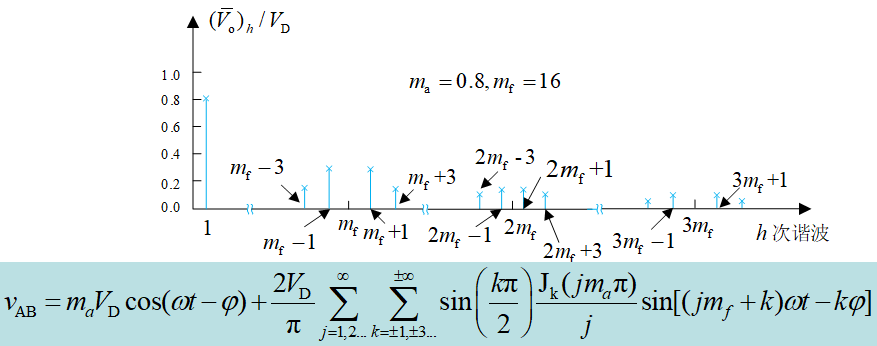 (V̅o)h / VD
1.0
0.8
0.6
0.4
0.2
0.0
ma = 0.8, mf = 16
mf − 3
mf +3
2mf - 3
2mf +1
3mf +1
1
mf −1
mf
mf +1
2mf −1
2mf
2mf +3
3mf −1
3mf
h 次谐波
vAB = maVD cos(ωt − φ) + 2VD/π ∑j=1,2...∞ ∑k=±1,±3...±∞ sin(kπ/2) Jk(jmaπ)/j sin[(jmf + k)ωt − kφ]